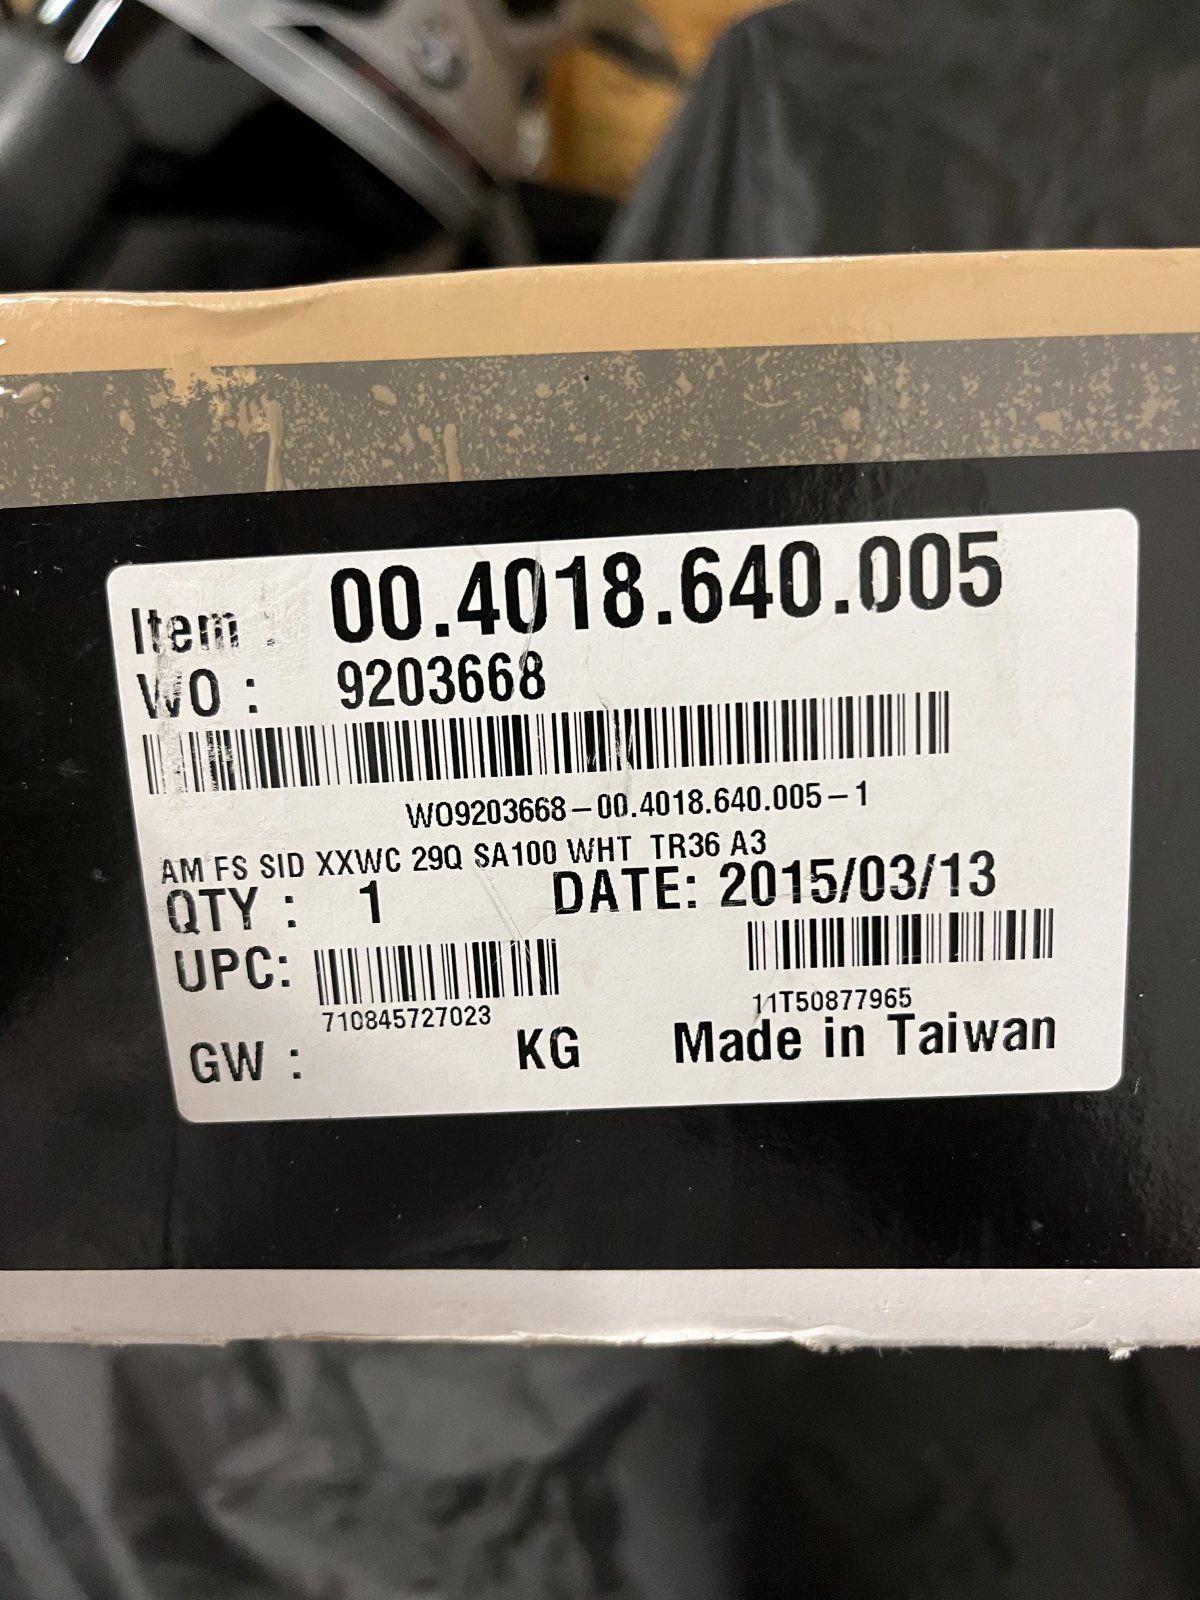 Item : 00.4018.640.005
WO : 9203668
WO9203668-00.4018.640.005-1
AM FS SID XXWC 29Q SA100 WHT TR36 A3
QTY : 1 DATE: 2015/03/13
UPC:
710845727023 11T50877965
GW : KG Made in Taiwan